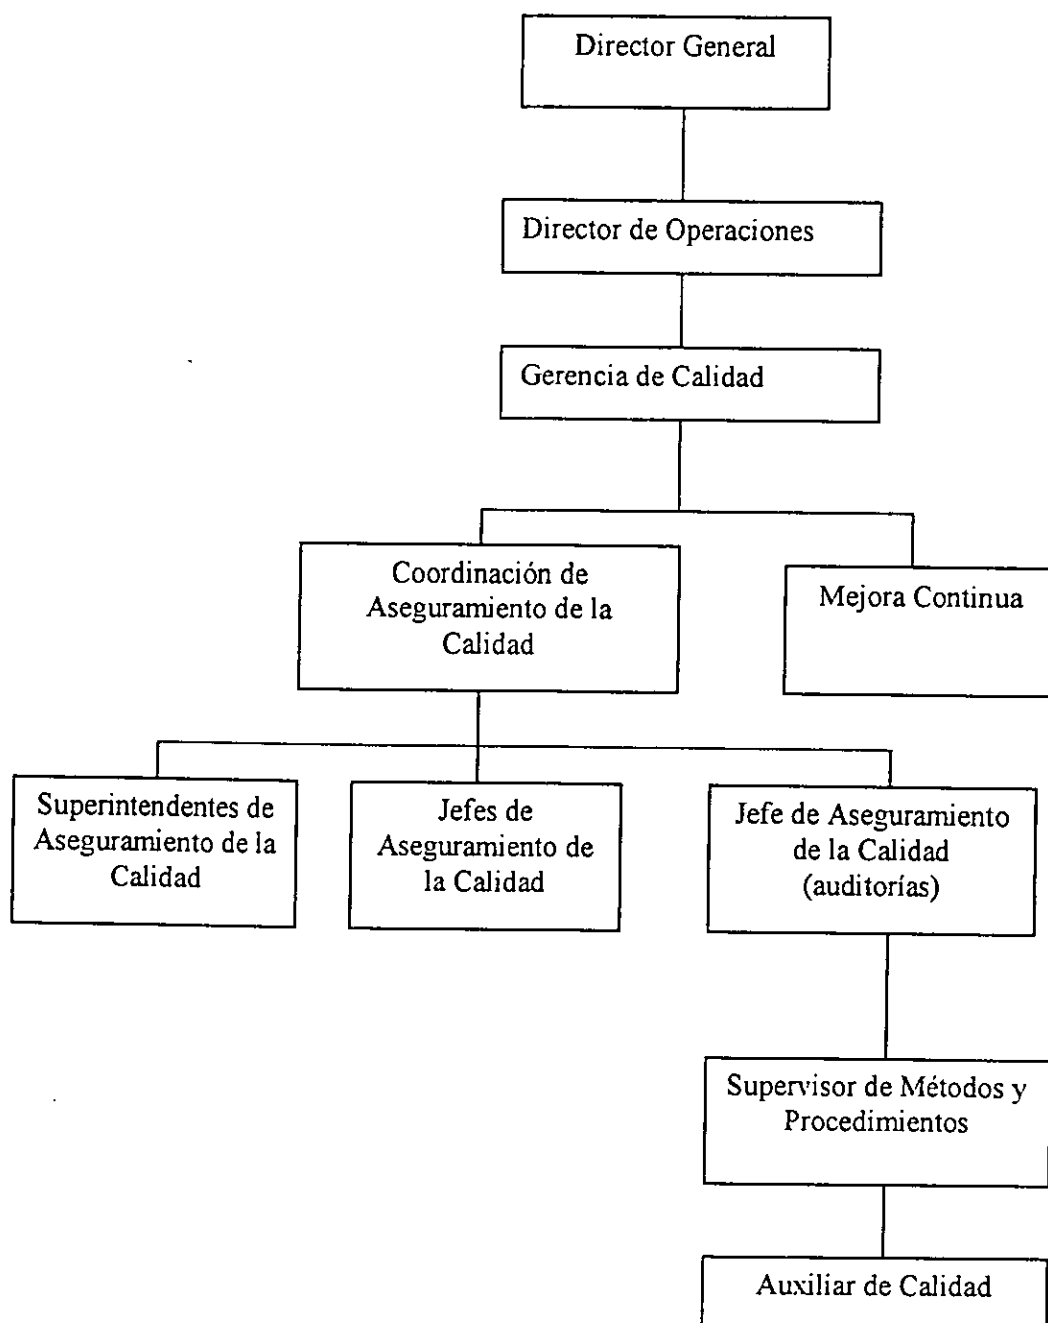 Director General
Director de Operaciones
Gerencia de Calidad
Coordinación de
Aseguramiento de la
Calidad
Mejora Continua
Superintendentes de
Aseguramiento de la
Calidad
Jefes de
Aseguramiento de
la Calidad
Jefe de Aseguramiento
de la Calidad
(auditorías)
Supervisor de Métodos y
Procedimientos
Auxiliar de Calidad